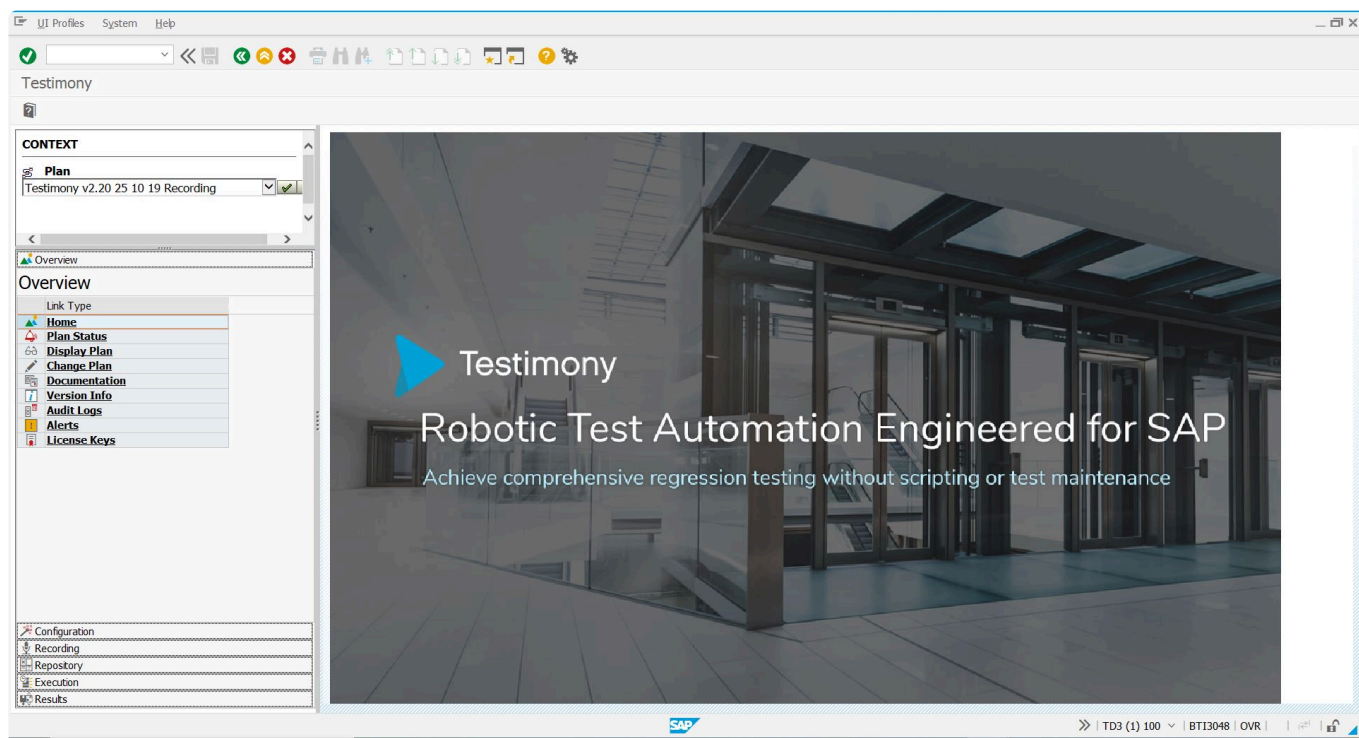 UI Profiles System Help
Testimony
CONTEXT
Plan
Testimony v2.20 25 10 19 Recording
Overview
Overview
Link Type
Home
Plan Status
Display Plan
Change Plan
Documentation
Version Info
Audit Logs
Alerts
License Keys
Configuration
Recording
Repository
Execution
Results
Testimony
Robotic Test Automation Engineered for SAP
Achieve comprehensive regression testing without scripting or test maintenance
SAP
TD3 (1) 100 BTI3048 OVR